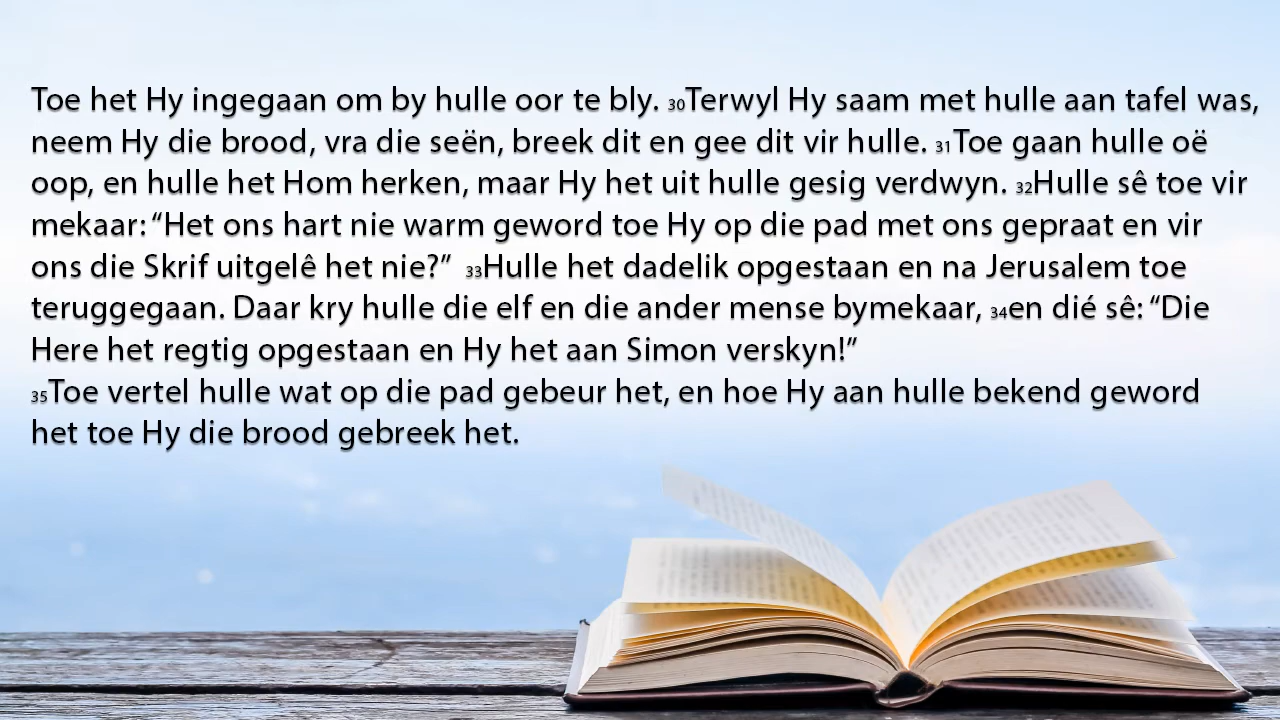 Toe het Hy ingegaan om by hulle oor te bly. 30Terwyl Hy saam met hulle aan tafel was,
neem Hy die brood, vra die seën, breek dit en gee dit vir hulle. 31Toe gaan hulle oë
oop, en hulle het Hom herken, maar Hy het uit hulle gesig verdwyn. 32Hulle sê toe vir
mekaar: “Het ons hart nie warm geword toe Hy op die pad met ons gepraat en vir
ons die Skrif uitgelê het nie?” 33Hulle het dadelik opgestaan en na Jerusalem toe
teruggegaan. Daar kry hulle die elf en die ander mense bymekaar, 34en dié sê: “Die
Here het regtig opgestaan en Hy het aan Simon verskyn!”
35Toe vertel hulle wat op die pad gebeur het, en hoe Hy aan hulle bekend geword
het toe Hy die brood gebreek het.